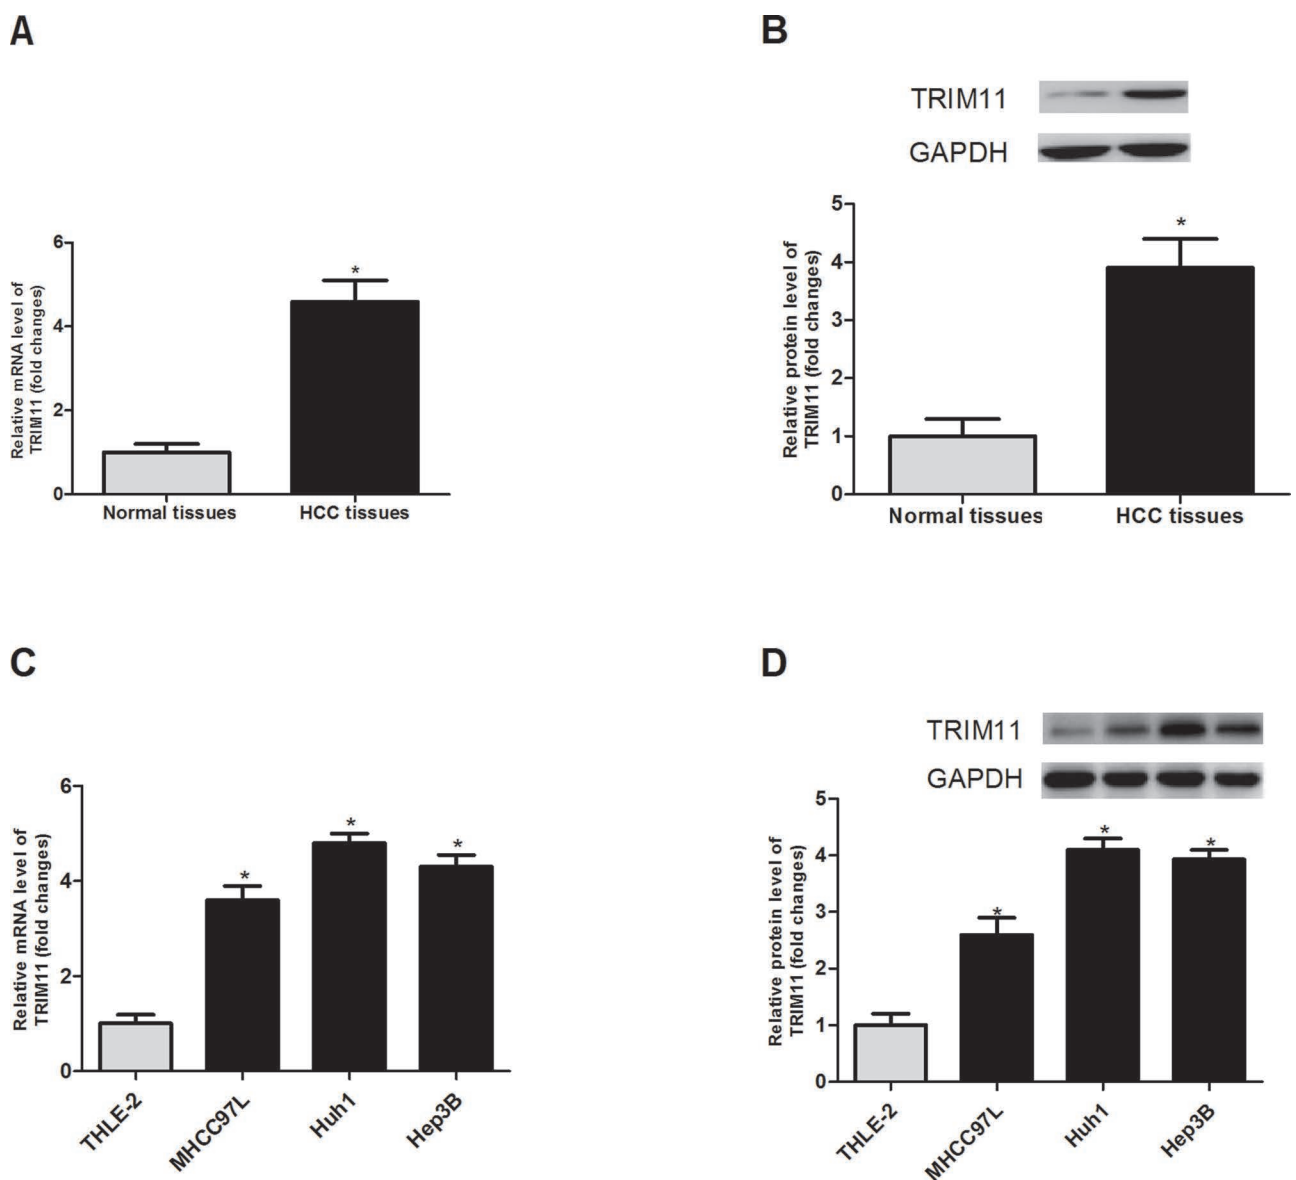 A
Relative mRNA level of
TRIM11 (fold changes)
6
4
2
0
*
Normal tissues
HCC tissues
B
TRIM11
GAPDH
Relative protein level of
TRIM11 (fold changes)
5
4
3
2
1
0
*
Normal tissues
HCC tissues
C
Relative mRNA level of
TRIM11 (fold changes)
6
4
2
0
*
*
*
THLE-2
MHCC97L
Huh1
Hep3B
D
TRIM11
GAPDH
Relative protein level of
TRIM11 (fold changes)
5
4
3
2
1
0
*
*
*
THLE-2
MHCC97L
Huh1
Hep3B